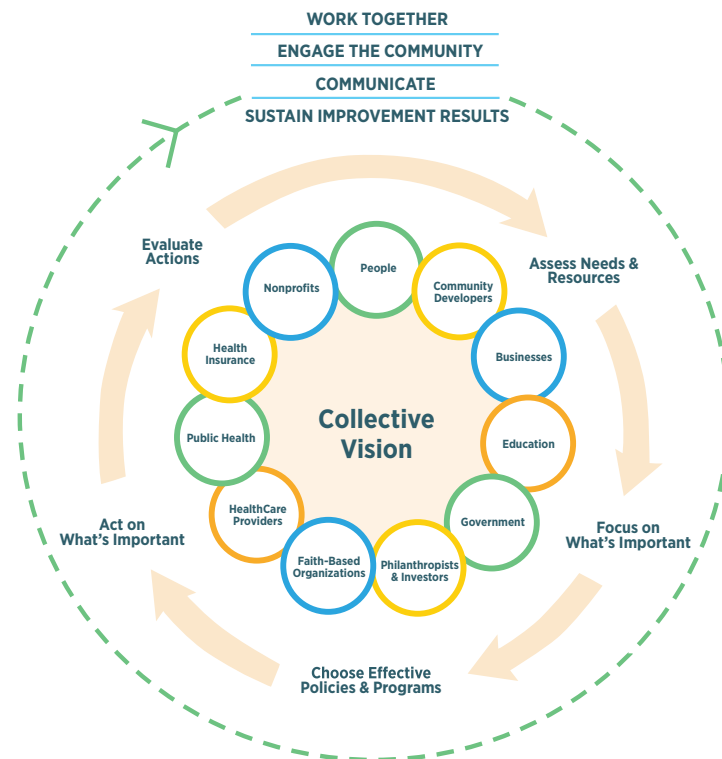 WORK TOGETHER
ENGAGE THE COMMUNITY
COMMUNICATE
SUSTAIN IMPROVEMENT RESULTS
Evaluate
Actions
Assess Needs &
Resources
Focus on
What's Important
Choose Effective
Policies & Programs
Act on
What's Important
People
Community
Developers
Businesses
Education
Government
Philanthropists
& Investors
Faith-Based
Organizations
HealthCare
Providers
Public Health
Health
Insurance
Nonprofits
Collective
Vision